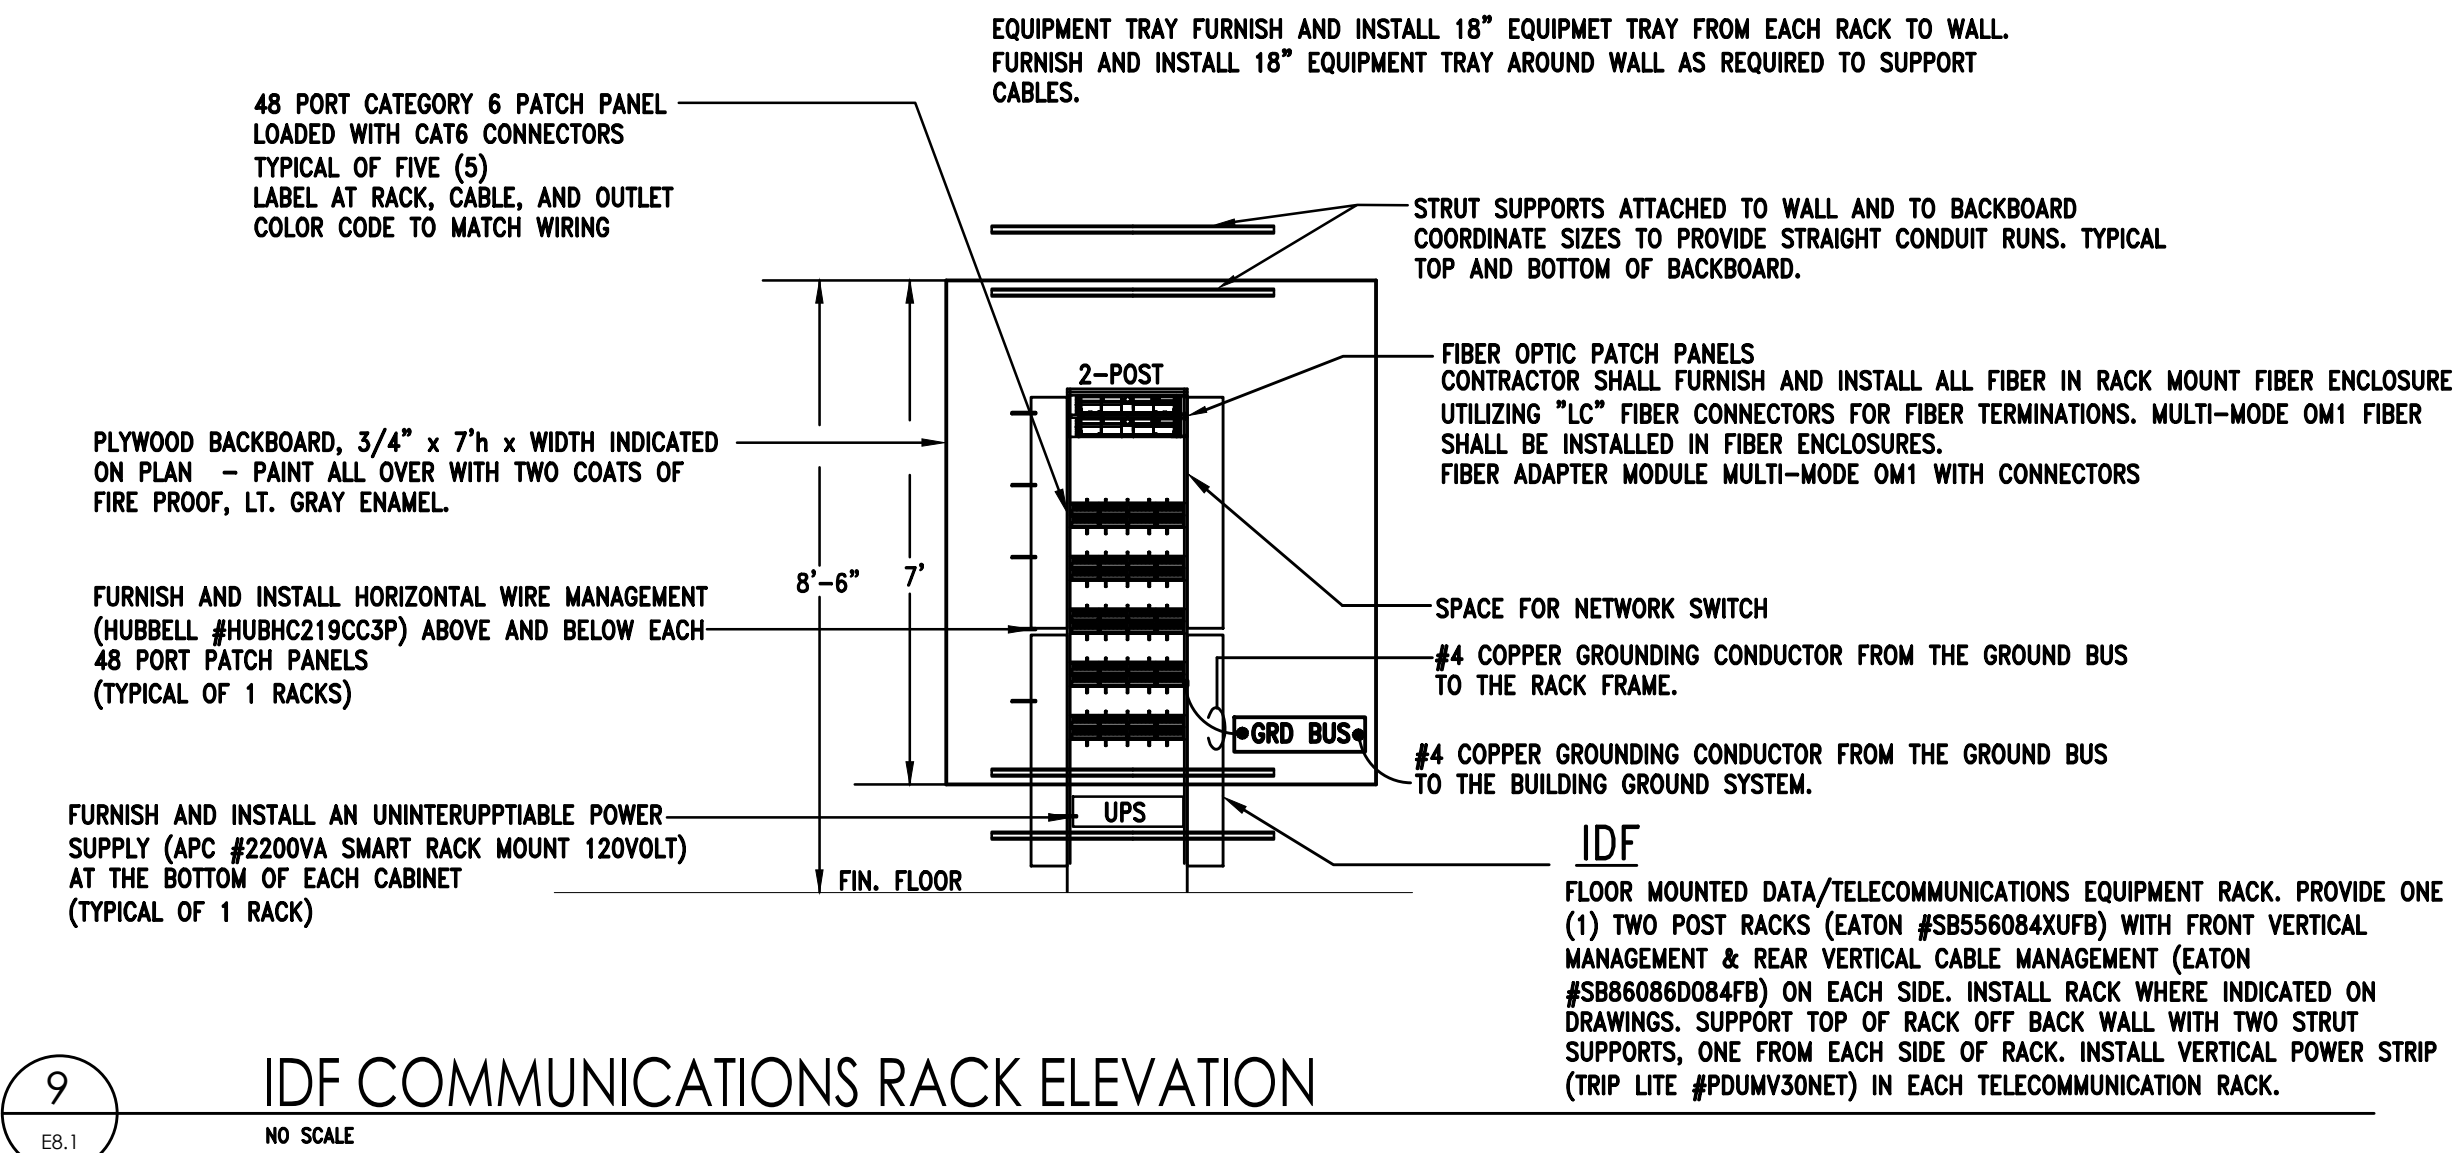 EQUIPMENT TRAY FURNISH AND INSTALL 18" EQUIPMET TRAY FROM EACH RACK TO WALL.
FURNISH AND INSTALL 18" EQUIPMENT TRAY AROUND WALL AS REQUIRED TO SUPPORT
CABLES.
48 PORT CATEGORY 6 PATCH PANEL
LOADED WITH CAT6 CONNECTORS
TYPICAL OF FIVE (5)
LABEL AT RACK, CABLE, AND OUTLET
COLOR CODE TO MATCH WIRING
STRUT SUPPORTS ATTACHED TO WALL AND TO BACKBOARD
COORDINATE SIZES TO PROVIDE STRAIGHT CONDUIT RUNS. TYPICAL
TOP AND BOTTOM OF BACKBOARD.
2-POST
FIBER OPTIC PATCH PANELS
CONTRACTOR SHALL FURNISH AND INSTALL ALL FIBER IN RACK MOUNT FIBER ENCLOSURE
UTILIZING "LC" FIBER CONNECTORS FOR FIBER TERMINATIONS. MULTI-MODE OM1 FIBER
SHALL BE INSTALLED IN FIBER ENCLOSURES.
FIBER ADAPTER MODULE MULTI-MODE OM1 WITH CONNECTORS
PLYWOOD BACKBOARD, 3/4" x 7'h x WIDTH INDICATED
ON PLAN - PAINT ALL OVER WITH TWO COATS OF
FIRE PROOF, LT. GRAY ENAMEL.
8'-6"
7'
FURNISH AND INSTALL HORIZONTAL WIRE MANAGEMENT
(HUBBELL #HUBHC219CC3P) ABOVE AND BELOW EACH
48 PORT PATCH PANELS
(TYPICAL OF 1 RACKS)
SPACE FOR NETWORK SWITCH
#4 COPPER GROUNDING CONDUCTOR FROM THE GROUND BUS
TO THE RACK FRAME.
GRD BUS
#4 COPPER GROUNDING CONDUCTOR FROM THE GROUND BUS
TO THE BUILDING GROUND SYSTEM.
FURNISH AND INSTALL AN UNINTERUPPTIABLE POWER
SUPPLY (APC #2200VA SMART RACK MOUNT 120VOLT)
AT THE BOTTOM OF EACH CABINET
(TYPICAL OF 1 RACK)
UPS
FIN. FLOOR
IDF
FLOOR MOUNTED DATA/TELECOMMUNICATIONS EQUIPMENT RACK. PROVIDE ONE
(1) TWO POST RACKS (EATON #SB556084XUFB) WITH FRONT VERTICAL
MANAGEMENT & REAR VERTICAL CABLE MANAGEMENT (EATON
#SB86086D084FB) ON EACH SIDE. INSTALL RACK WHERE INDICATED ON
DRAWINGS. SUPPORT TOP OF RACK OFF BACK WALL WITH TWO STRUT
SUPPORTS, ONE FROM EACH SIDE OF RACK. INSTALL VERTICAL POWER STRIP
(TRIP LITE #PDUMV30NET) IN EACH TELECOMMUNICATION RACK.
9
E8.1
IDF COMMUNICATIONS RACK ELEVATION
NO SCALE